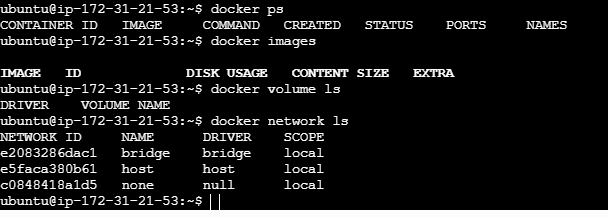 ubuntu@ip-172-31-21-53:~$ docker ps
CONTAINER ID   IMAGE     COMMAND   CREATED   STATUS    PORTS     NAMES
ubuntu@ip-172-31-21-53:~$ docker images
IMAGE   ID             DISK USAGE   CONTENT SIZE   EXTRA
ubuntu@ip-172-31-21-53:~$ docker volume ls
DRIVER    VOLUME NAME
ubuntu@ip-172-31-21-53:~$ docker network ls
NETWORK ID     NAME      DRIVER    SCOPE
e2083286dac1   bridge    bridge    local
e5faca380b61   host      host      local
c0848418a1d5   none      null      local
ubuntu@ip-172-31-21-53:~$